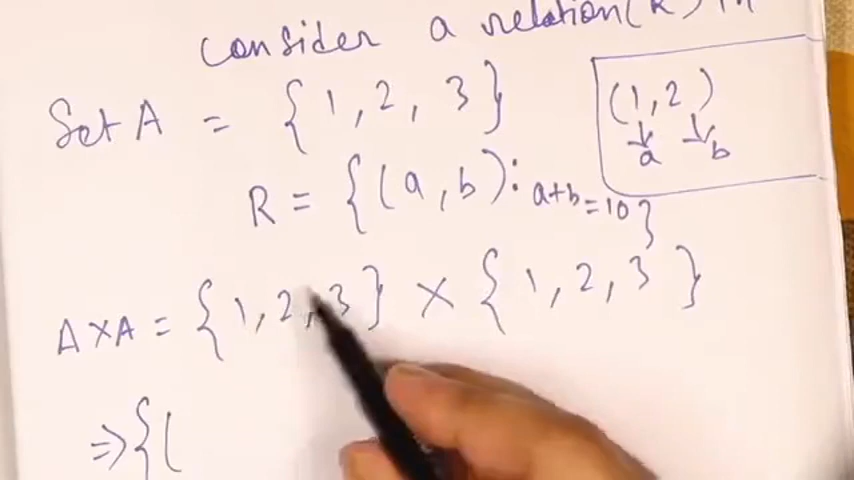 consider a relation(R) in
Set A = {1, 2, 3}
(1, 2)
a b
R = {(a, b): a+b=10}
A×A = {1, 2, 3} × {1, 2, 3}
⇒{(